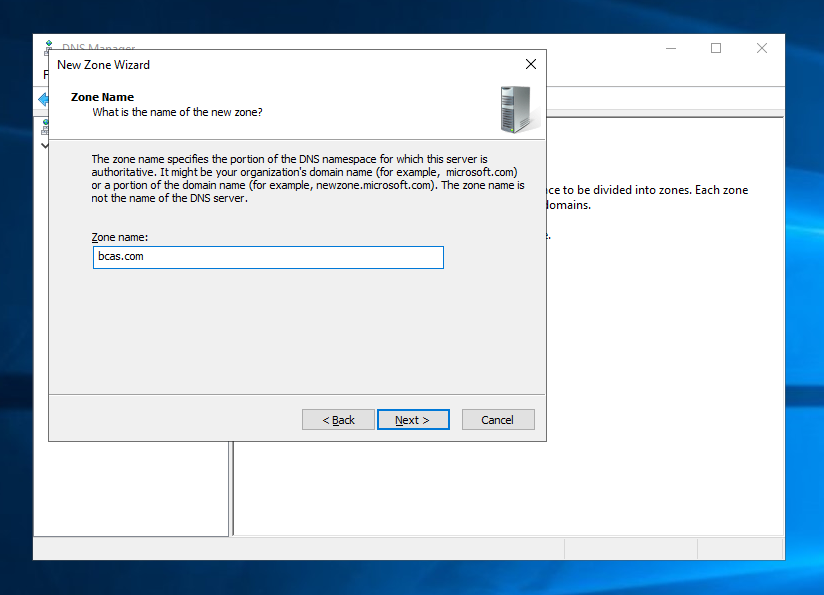 DNS Manager
New Zone Wizard
Zone Name
What is the name of the new zone?
The zone name specifies the portion of the DNS namespace for which this server is
authoritative. It might be your organization's domain name (for example, microsoft.com)
or a portion of the domain name (for example, newzone.microsoft.com). The zone name is
not the name of the DNS server.
Zone name:
bcas.com
< Back
Next >
Cancel
to be divided into zones. Each zone